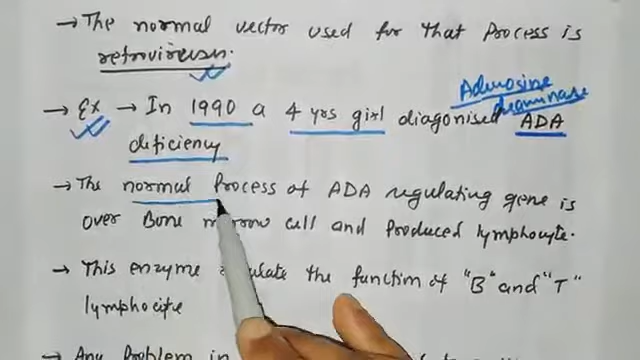 → The normal vector used for that Process is
retrovireus.
→ Ex → In 1990 a 4 yrs girl diagonised ADA
Adenosine
deaminase
deficiency
→ The normal Process of ADA regulating gene is
over Bone marrow cell and Produced lymphocyte.
→ This enzyme the function of "B" and "T"
lymphocite
→ Any Problem in